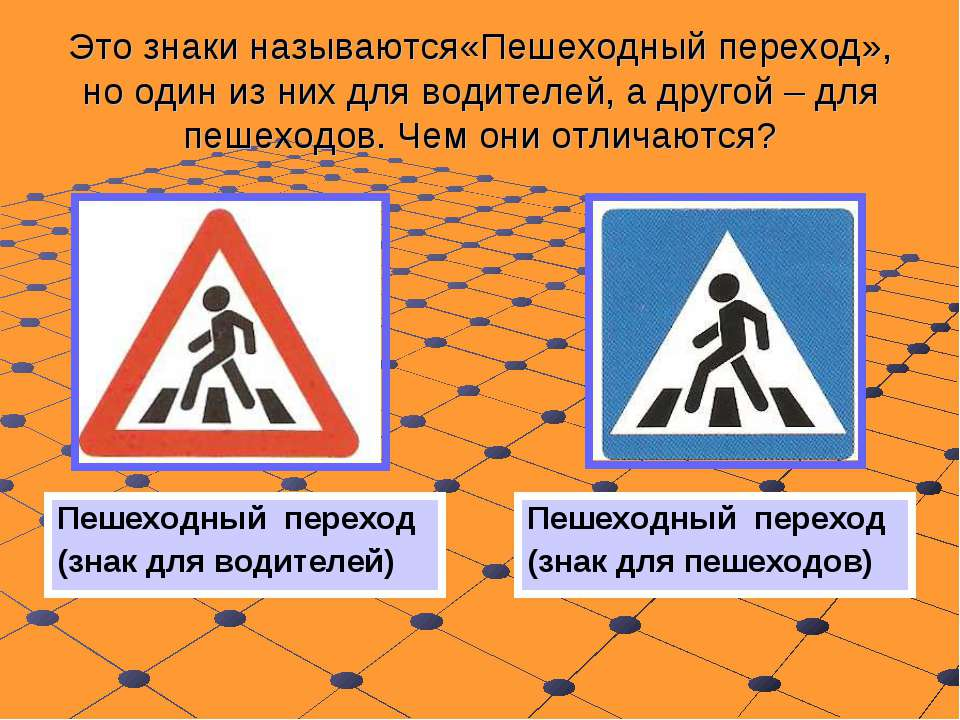 Это знаки называются«Пешеходный переход»,
но один из них для водителей, а другой – для
пешеходов. Чем они отличаются?
Пешеходный переход
(знак для водителей)
Пешеходный переход
(знак для пешеходов)